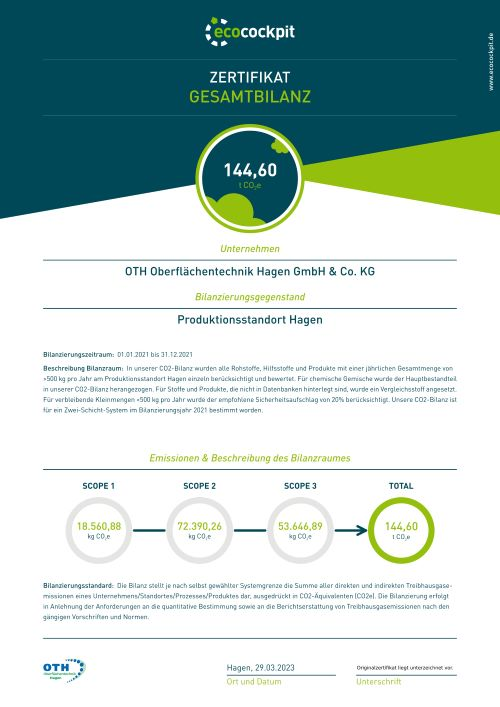 ecocockpit
www.ecocockpit.de
ZERTIFIKAT
GESAMTBILANZ
144,60
t CO₂e
Unternehmen
OTH Oberflächentechnik Hagen GmbH & Co. KG
Bilanzierungsgegenstand
Produktionsstandort Hagen
Bilanzierungszeitraum: 01.01.2021 bis 31.12.2021
Beschreibung Bilanzraum: In unserer CO2-Bilanz wurden alle Rohstoffe, Hilfsstoffe und Produkte mit einer jährlichen Gesamtmenge von
>500 kg pro Jahr am Produktionsstandort Hagen einzeln berücksichtigt und bewertet. Für chemische Gemische wurde der Hauptbestandteil
in unserer CO2-Bilanz herangezogen. Für Stoffe und Produkte, die nicht in Datenbanken hinterlegt sind, wurde ein Vergleichsstoff angesetzt.
Für verbleibende Kleinmengen <500 kg pro Jahr wurde der empfohlene Sicherheitsaufschlag von 20% berücksichtigt. Unsere CO2-Bilanz ist
für ein Zwei-Schicht-System im Bilanzierungsjahr 2021 bestimmt worden.
Emissionen & Beschreibung des Bilanzraumes
SCOPE 1 SCOPE 2 SCOPE 3 TOTAL
18.560,88 72.390,26 53.646,89 144,60
kg CO₂e kg CO₂e kg CO₂e t CO₂e
Bilanzierungsstandard: Die Bilanz stellt je nach selbst gewählter Systemgrenze die Summe aller direkten und indirekten Treibhausgase-
missionen eines Unternehmens/Standortes/Prozesses/Produktes dar, ausgedrückt in CO2-Äquivalenten (CO2e). Die Bilanzierung erfolgt
in Anlehnung der Anforderungen an die quantitative Bestimmung sowie an die Berichtserstattung von Treibhausgasemissionen nach den
gängigen Vorschriften und Normen.
OTH
Oberflächentechnik
Hagen
Hagen, 29.03.2023
Originalzertifikat liegt unterzeichnet vor.
Ort und Datum
Unterschrift